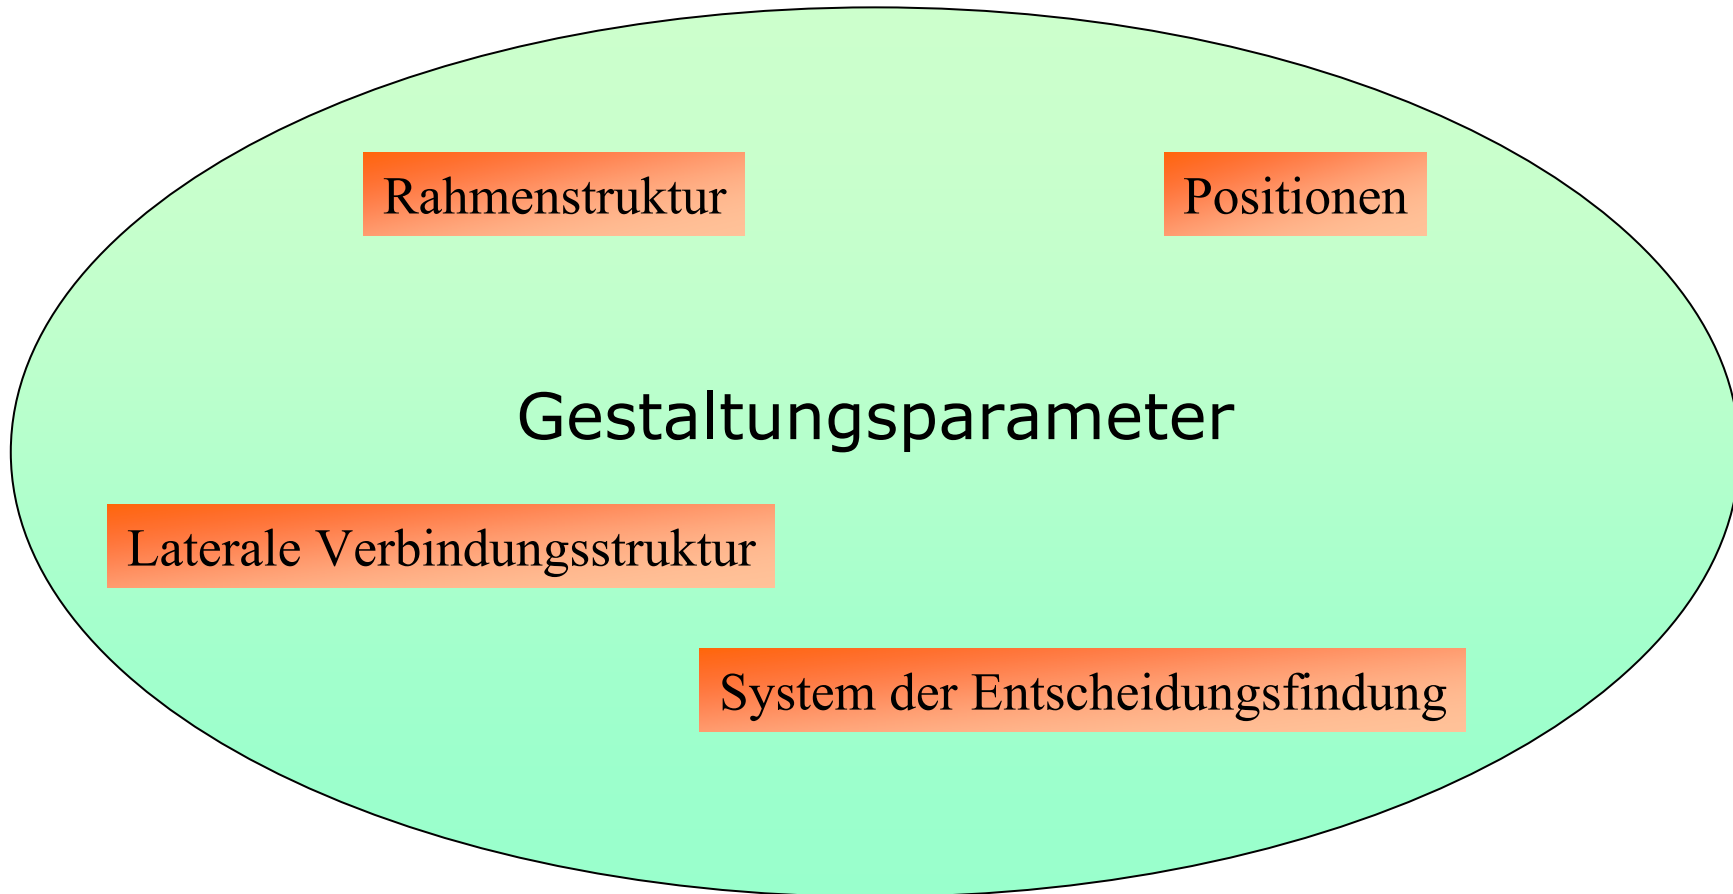 Rahmenstruktur
Positionen
Gestaltungsparameter
Laterale Verbindungsstruktur
System der Entscheidungsfindung